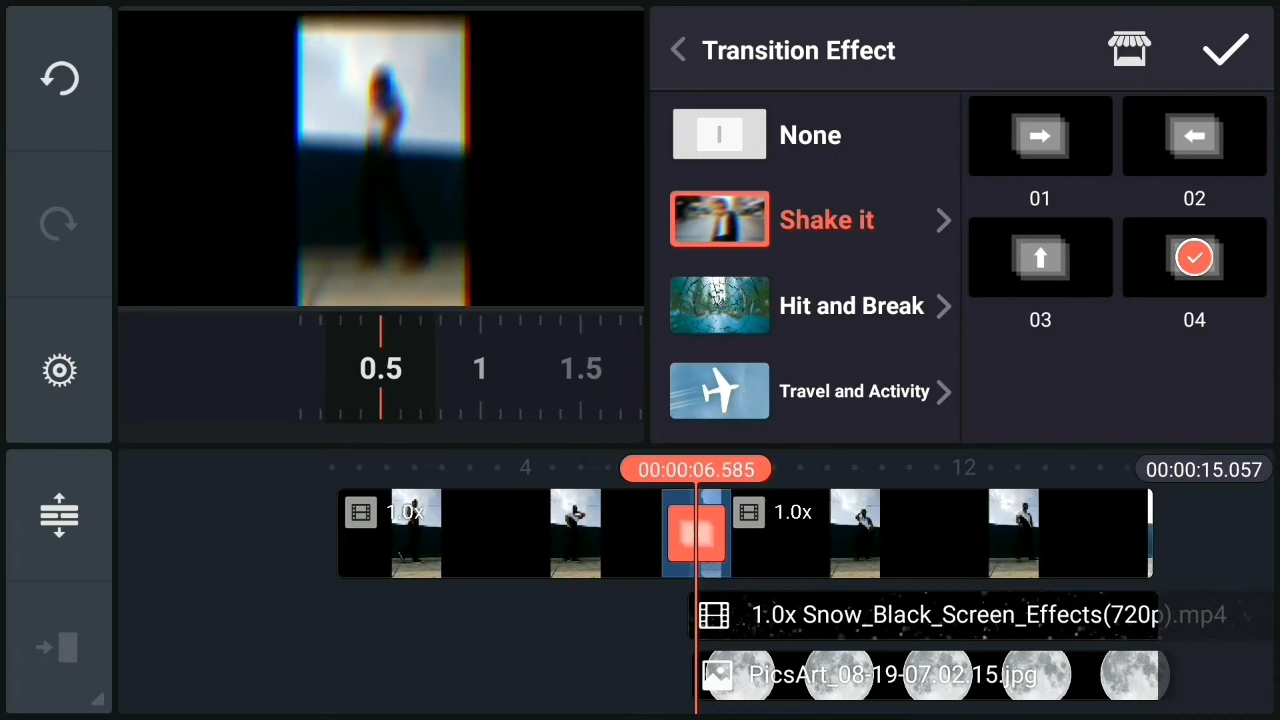 Transition Effect
None
Shake it
Hit and Break
Travel and Activity
01
02
03
04
0.5
1
1.5
4
00:00:06.585
12
00:00:15.057
1.0x
1.0x
1.0x Snow_Black_Screen_Effects(720p).mp4
PicsArt_08-19-07.02.15.jpg